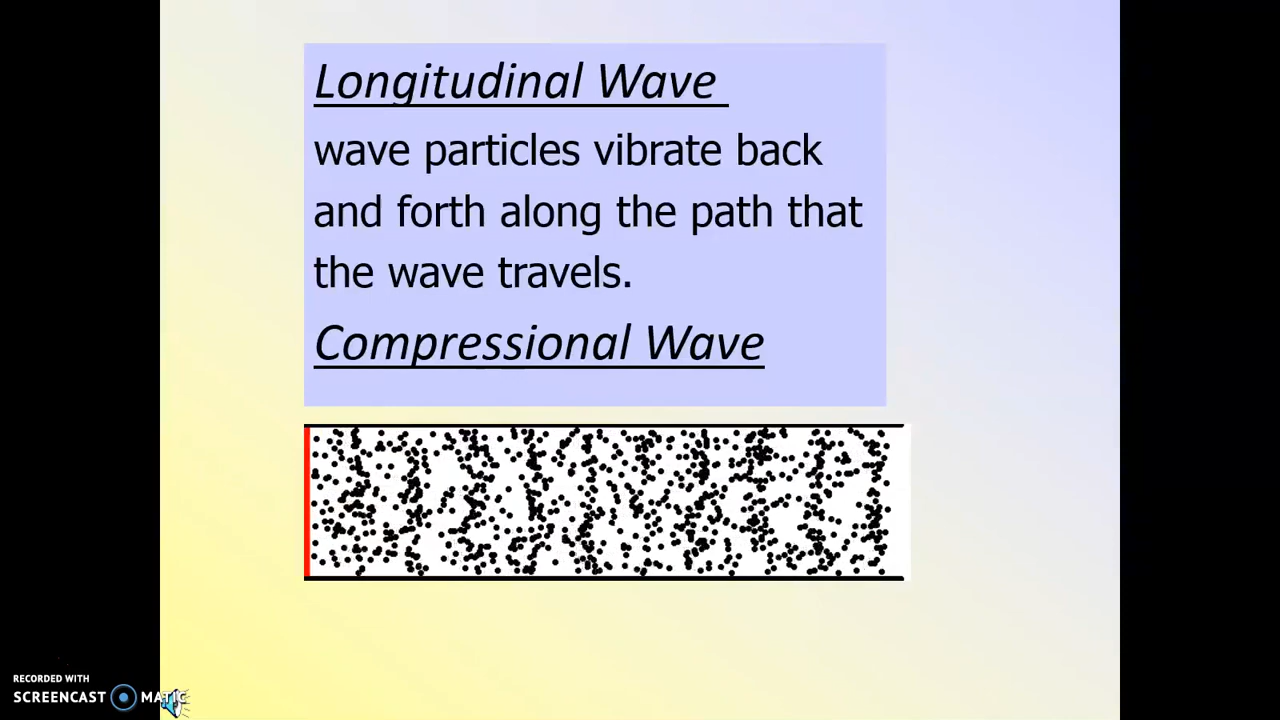 Longitudinal Wave
wave particles vibrate back
and forth along the path that
the wave travels.
Compressional Wave
RECORDED WITH
SCREENCAST MATIC